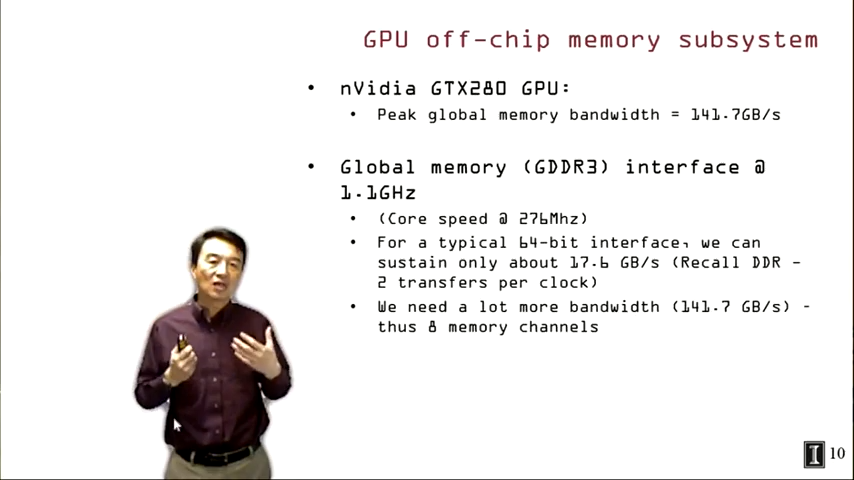 GPU off-chip memory subsystem
• nVidia GTX280 GPU:
• Peak global memory bandwidth = 141.7GB/s
• Global memory (GDDR3) interface @
1.1GHz
• (Core speed @ 276Mhz)
• For a typical 64-bit interface, we can
sustain only about 17.6 GB/s (Recall DDR -
2 transfers per clock)
• We need a lot more bandwidth (141.7 GB/s) -
thus 8 memory channels
I 10